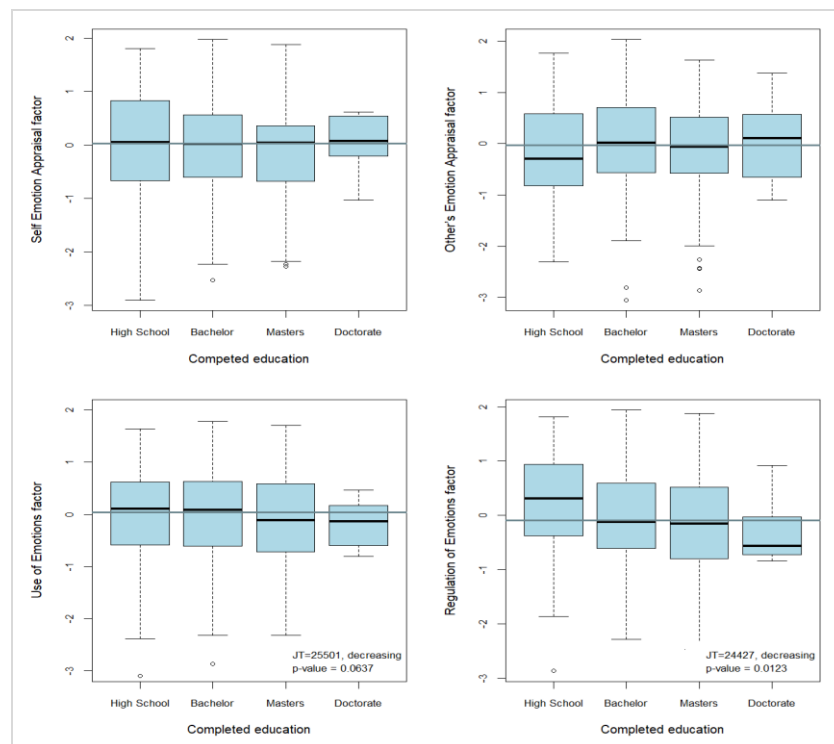 Self Emotion Appraisal factor
2
1
0
-1
-2
-3
High School Bachelor Masters Doctorate
Competed education
Other's Emotion Appraisal factor
2
1
0
-1
-2
-3
High School Bachelor Masters Doctorate
Completed education
Use of Emotions factor
2
1
0
-1
-2
-3
JT=25501, decreasing
p-value = 0.0637
High School Bachelor Masters Doctorate
Completed education
Regulation of Emotions factor
2
1
0
-1
-2
-3
JT=24427, decreasing
p-value = 0.0123
High School Bachelor Masters Doctorate
Completed education